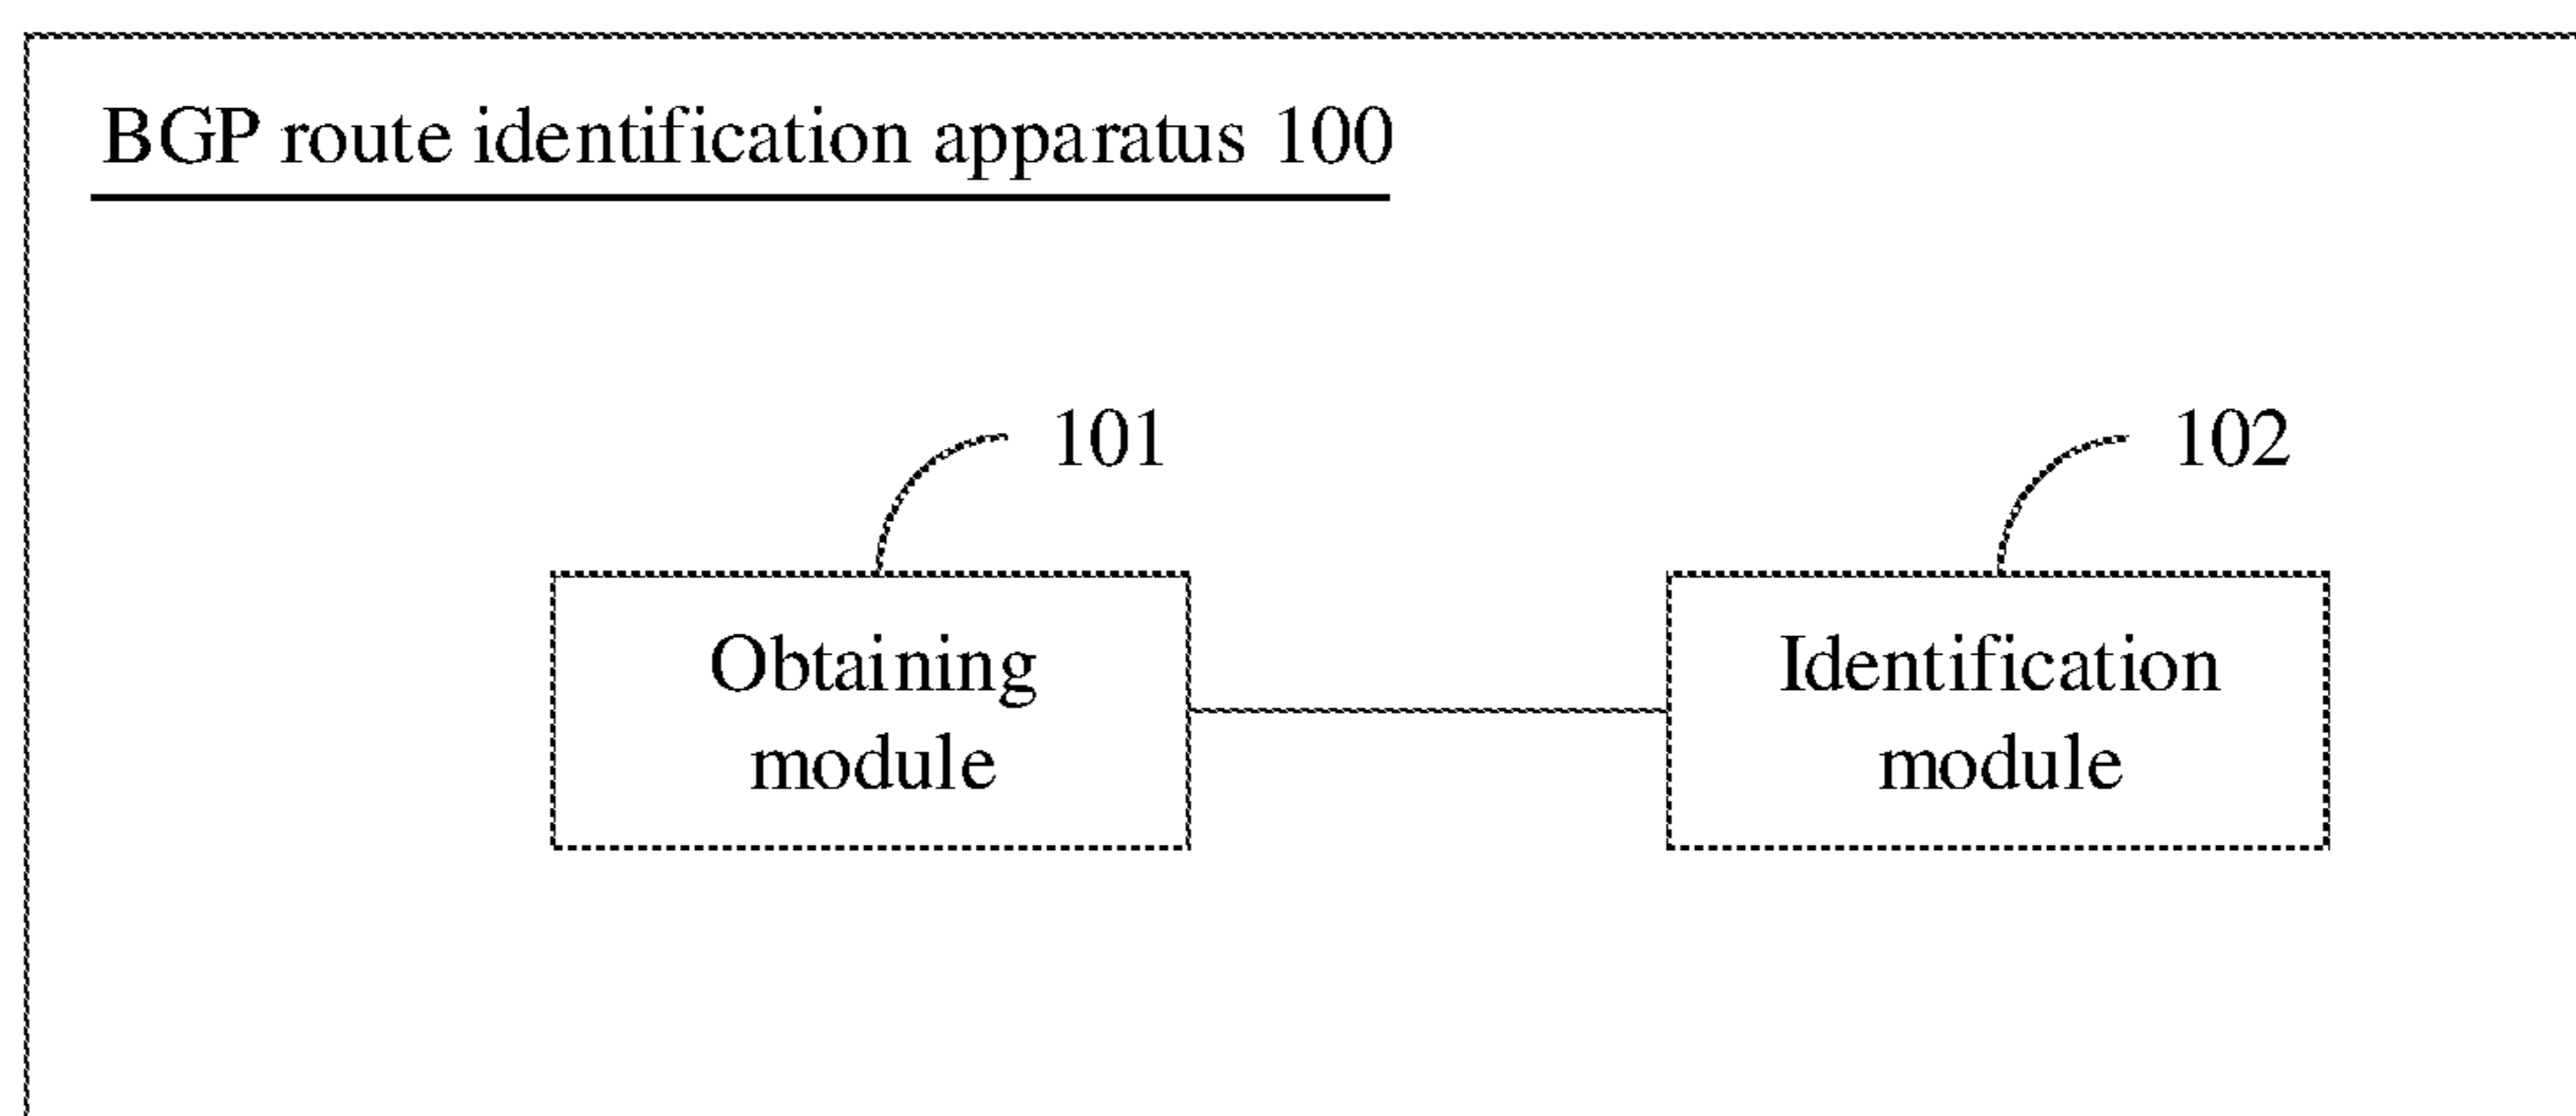 BGP route identification apparatus 100
101
102
Obtaining
module
Identification
module